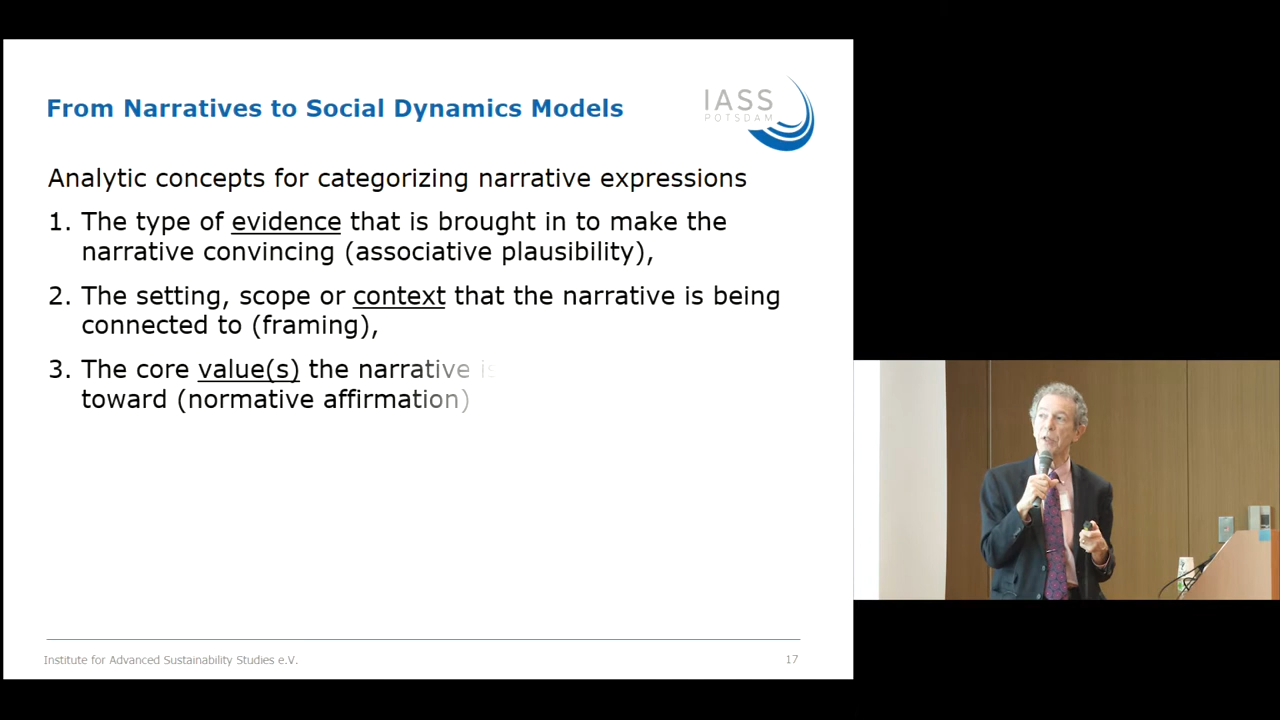 From Narratives to Social Dynamics Models
IASS
POTSDAM
Analytic concepts for categorizing narrative expressions
1. The type of evidence that is brought in to make the
narrative convincing (associative plausibility),
2. The setting, scope or context that the narrative is being
connected to (framing),
3. The core value(s) the narrative is
toward (normative affirmation)
Institute for Advanced Sustainability Studies e.V.
17